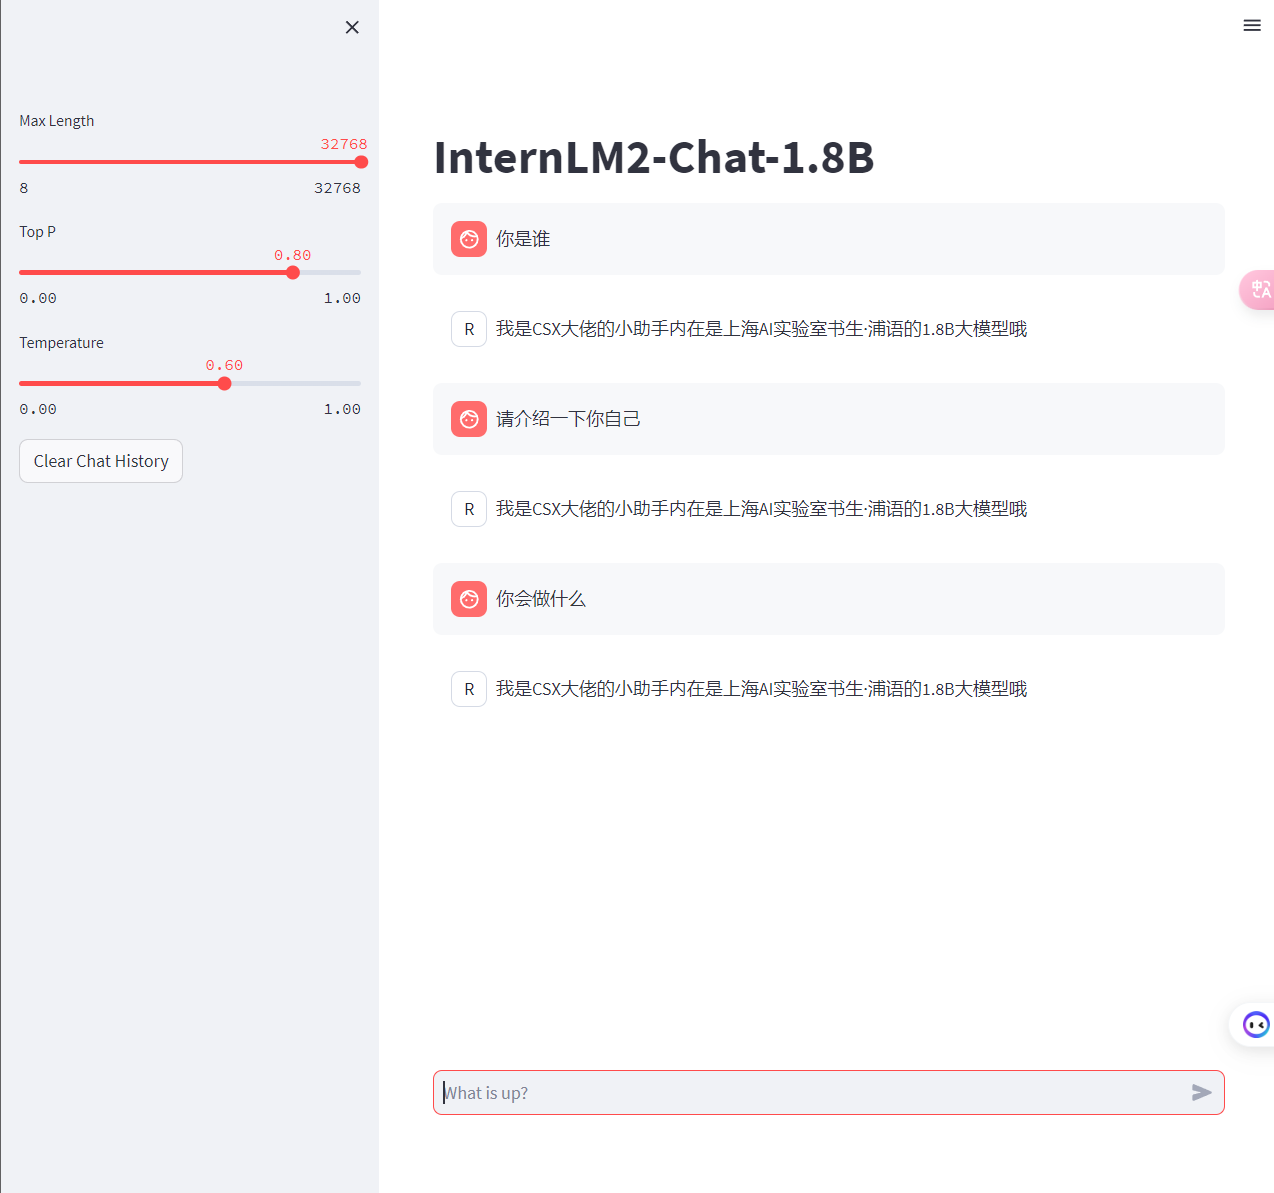 Max Length
32768
8 32768
Top P
0.80
0.00 1.00
Temperature
0.60
0.00 1.00
Clear Chat History
InternLM2-Chat-1.8B
你是谁
R 我是CSX大佬的小助手内在是上海AI实验室书生·浦语的1.8B大模型哦
请介绍一下你自己
R 我是CSX大佬的小助手内在是上海AI实验室书生·浦语的1.8B大模型哦
你会做什么
R 我是CSX大佬的小助手内在是上海AI实验室书生·浦语的1.8B大模型哦
中A
What is up?